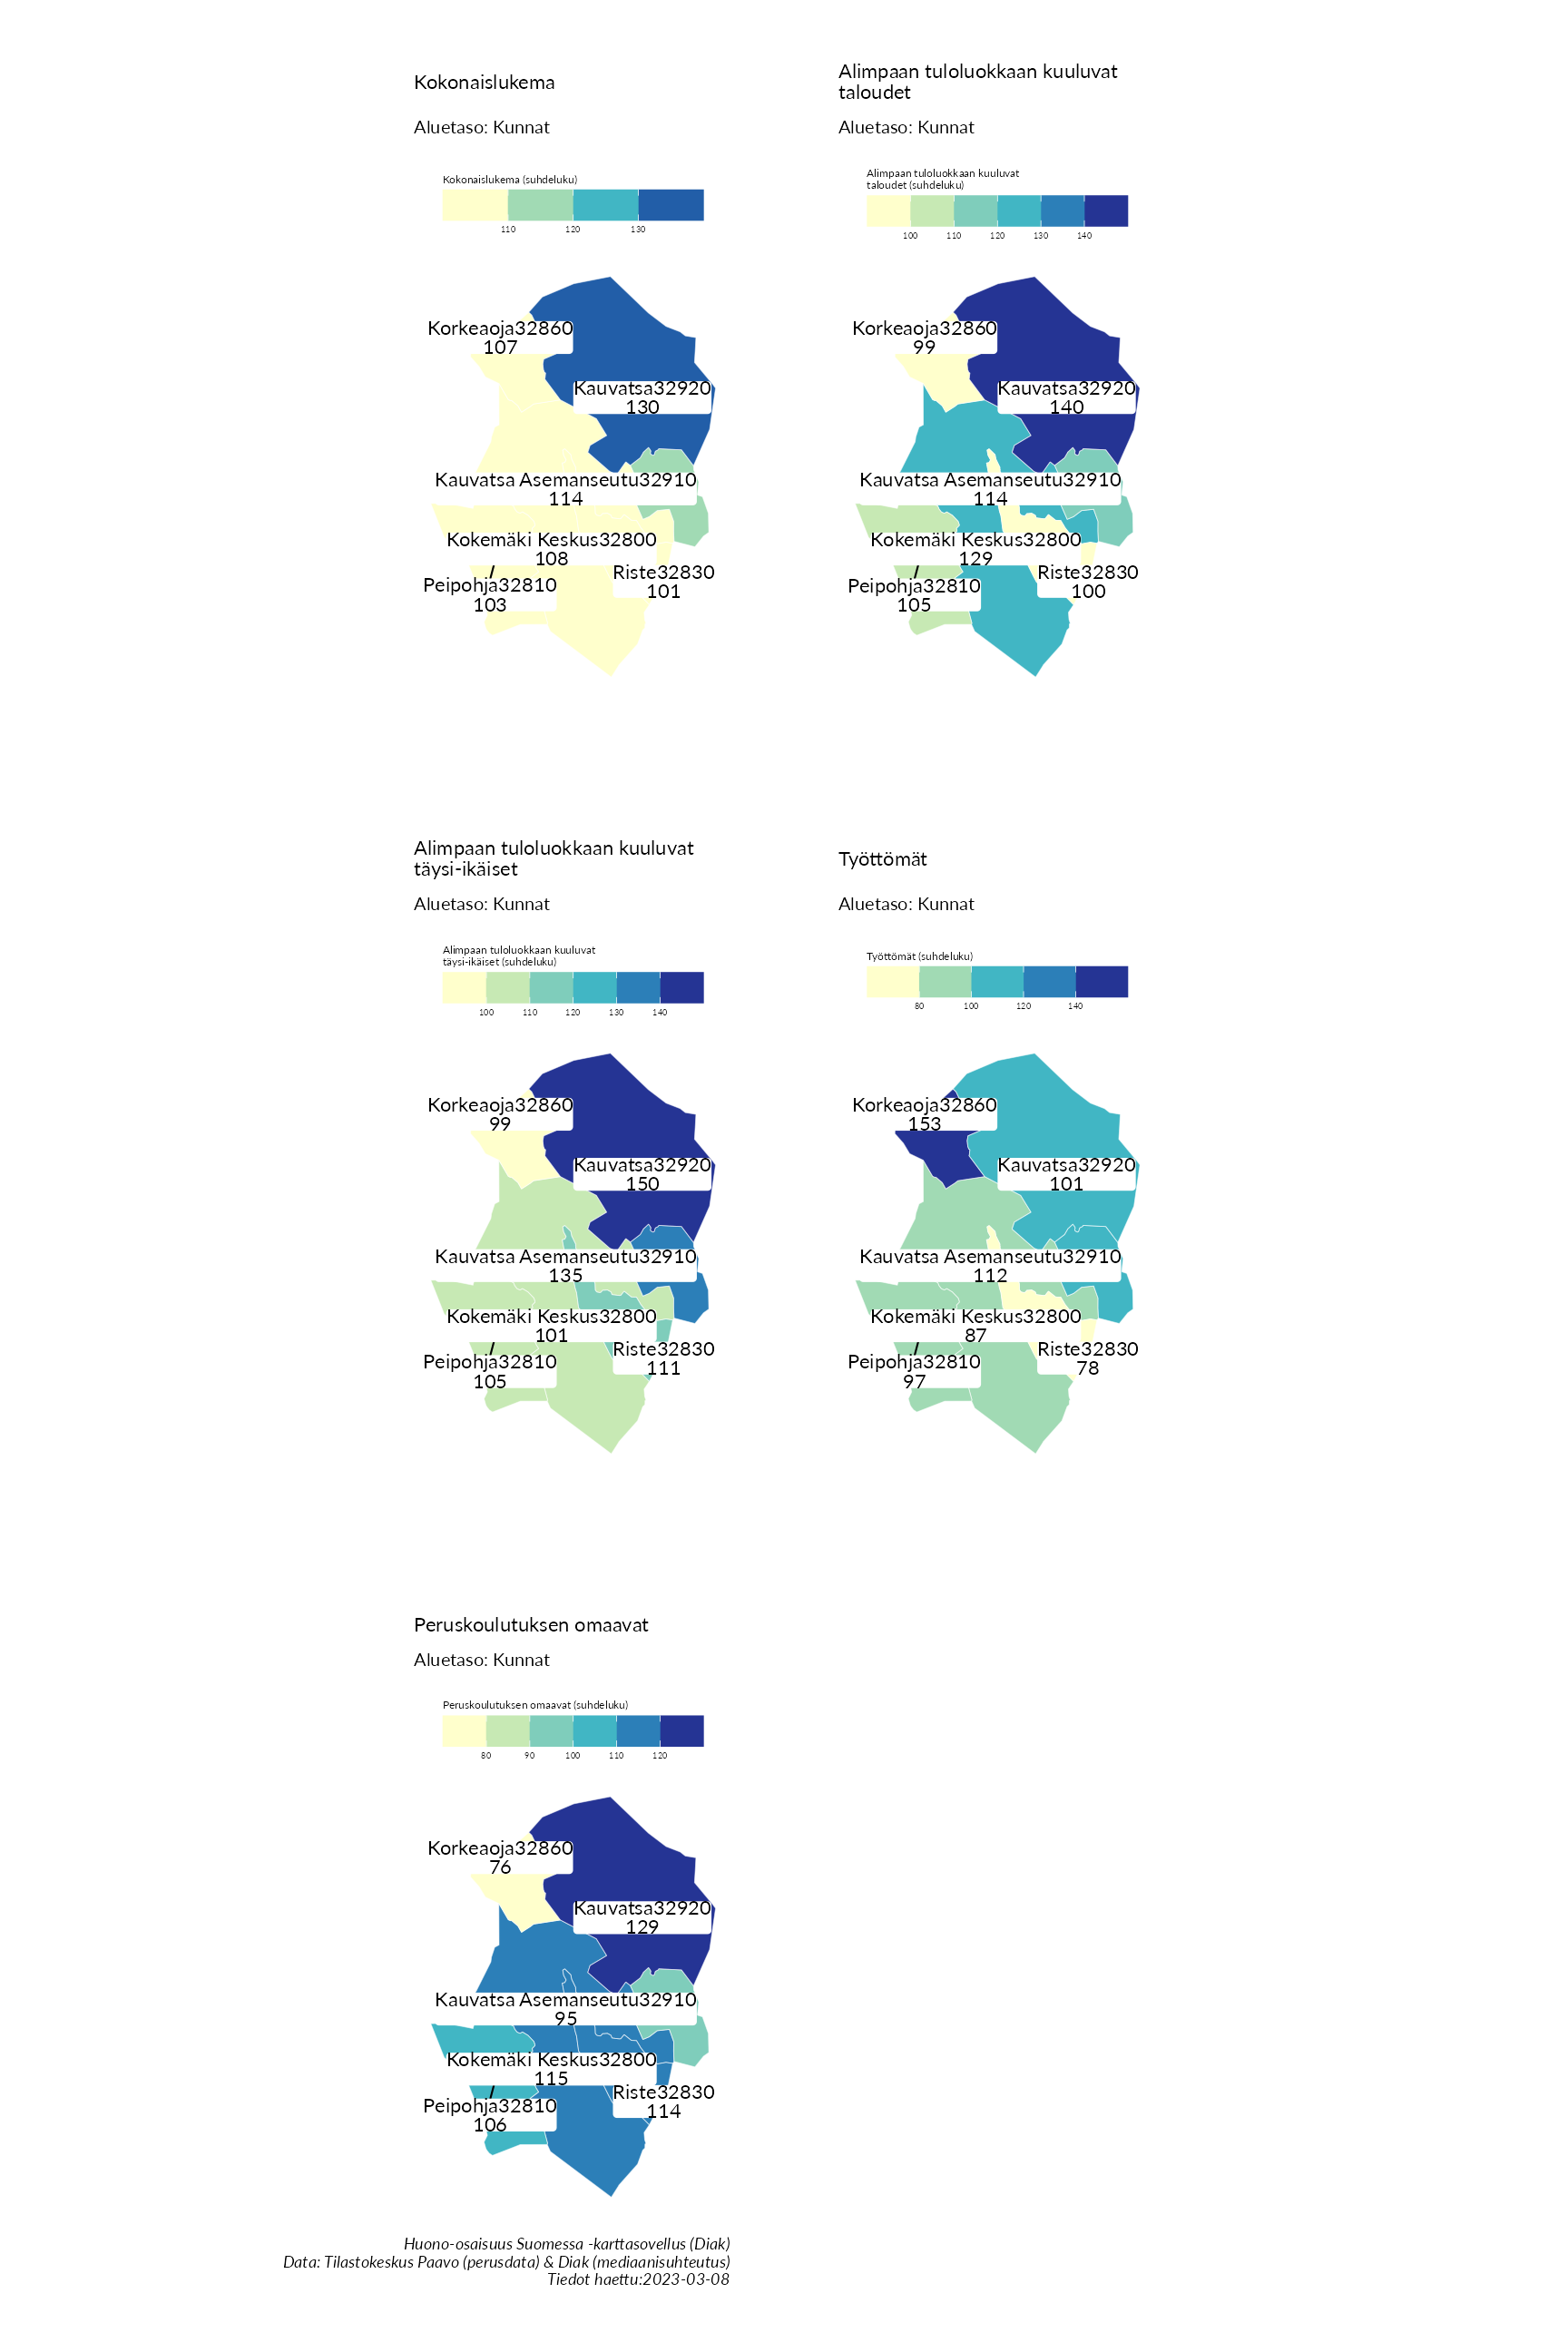 Kokonaislukema
Aluetaso: Kunnat
Kokonaislukema (suhdeluku)
110 120 130
Korkeaoja32860
107
Kauvatsa32920
130
Kauvatsa Asemanseutu32910
114
Kokemäki Keskus32800
108
Riste32830
101
Peipohja32810
103
Alimpaan tuloluokkaan kuuluvat
taloudet
Aluetaso: Kunnat
Alimpaan tuloluokkaan kuuluvat
taloudet (suhdeluku)
100 110 120 130 140
Korkeaoja32860
99
Kauvatsa32920
140
Kauvatsa Asemanseutu32910
114
Kokemäki Keskus32800
129
Riste32830
100
Peipohja32810
105
Alimpaan tuloluokkaan kuuluvat
täysi-ikäiset
Aluetaso: Kunnat
Alimpaan tuloluokkaan kuuluvat
täysi-ikäiset (suhdeluku)
100 110 120 130 140
Korkeaoja32860
99
Kauvatsa32920
150
Kauvatsa Asemanseutu32910
135
Kokemäki Keskus32800
101
Riste32830
111
Peipohja32810
105
Työttömät
Aluetaso: Kunnat
Työttömät (suhdeluku)
80 100 120 140
Korkeaoja32860
153
Kauvatsa32920
101
Kauvatsa Asemanseutu32910
112
Kokemäki Keskus32800
87
Riste32830
78
Peipohja32810
97
Peruskoulutuksen omaavat
Aluetaso: Kunnat
Peruskoulutuksen omaavat (suhdeluku)
80 90 100 110 120
Korkeaoja32860
76
Kauvatsa32920
129
Kauvatsa Asemanseutu32910
95
Kokemäki Keskus32800
115
Riste32830
114
Peipohja32810
106
Huono-osaisuus Suomessa -karttasovellus (Diak)
Data: Tilastokeskus Paavo (perusdata) & Diak (mediaanisuhteutus)
Tiedot haettu:2023-03-08